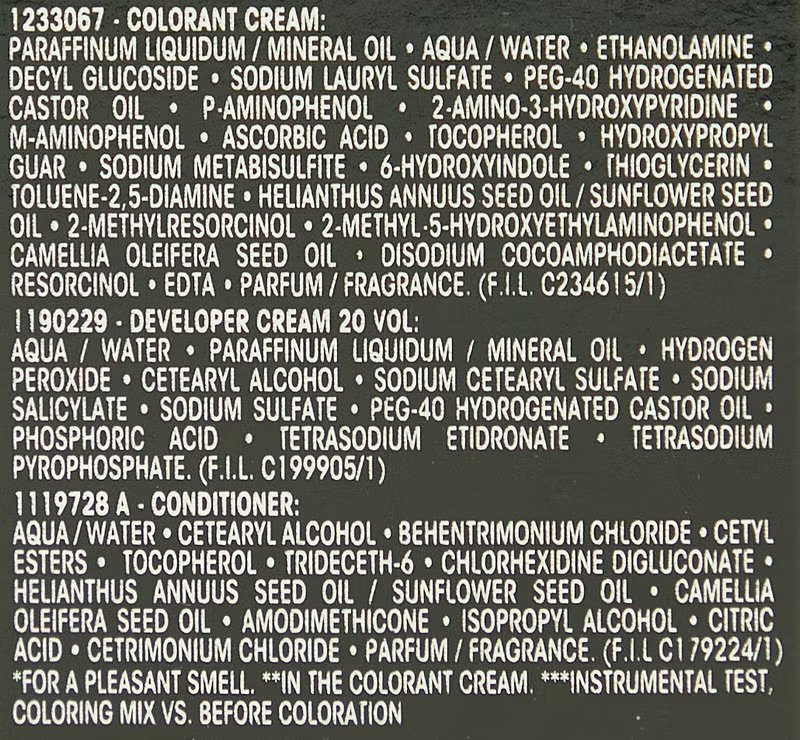 1233067 - COLORANT CREAM:
PARAFFINUM LIQUIDUM / MINERAL OIL • AQUA / WATER • ETHANOLAMINE •
DECYL GLUCOSIDE • SODIUM LAURYL SULFATE • PEG-40 HYDROGENATED
CASTOR OIL • P-AMINOPHENOL • 2-AMINO-3-HYDROXYPYRIDINE •
M-AMINOPHENOL • ASCORBIC ACID • TOCOPHEROL • HYDROXYPROPYL
GUAR • SODIUM METABISULFITE • 6-HYDROXYINDOLE • THIOGLYCERIN •
TOLUENE-2,5-DIAMINE • HELIANTHUS ANNUUS SEED OIL / SUNFLOWER SEED
OIL • 2-METHYLRESORCINOL • 2-METHYL-5-HYDROXYETHYLAMINOPHENOL •
CAMELLIA OLEIFERA SEED OIL • DISODIUM COCOAMPHODIACETATE •
RESORCINOL • EDTA • PARFUM / FRAGRANCE. (F.I.L. C234615/1)
1190229 - DEVELOPER CREAM 20 VOL:
AQUA / WATER • PARAFFINUM LIQUIDUM / MINERAL OIL • HYDROGEN
PEROXIDE • CETEARYL ALCOHOL • SODIUM CETEARYL SULFATE • SODIUM
SALICYLATE • SODIUM SULFATE • PEG-40 HYDROGENATED CASTOR OIL •
PHOSPHORIC ACID • TETRASODIUM ETIDRONATE • TETRASODIUM
PYROPHOSPHATE. (F.I.L. C199905/1)
1119728 A - CONDITIONER:
AQUA / WATER • CETEARYL ALCOHOL • BEHENTRIMONIUM CHLORIDE • CETYL
ESTERS • TOCOPHEROL • TRIDECETH-6 • CHLORHEXIDINE DIGLUCONATE •
HELIANTHUS ANNUUS SEED OIL / SUNFLOWER SEED OIL • CAMELLIA
OLEIFERA SEED OIL • AMODIMETHICONE • ISOPROPYL ALCOHOL • CITRIC
ACID • CETRIMONIUM CHLORIDE • PARFUM / FRAGRANCE. (F.I.L C179224/1)
*FOR A PLEASANT SMELL. **IN THE COLORANT CREAM. ***INSTRUMENTAL TEST,
COLORING MIX VS. BEFORE COLORATION